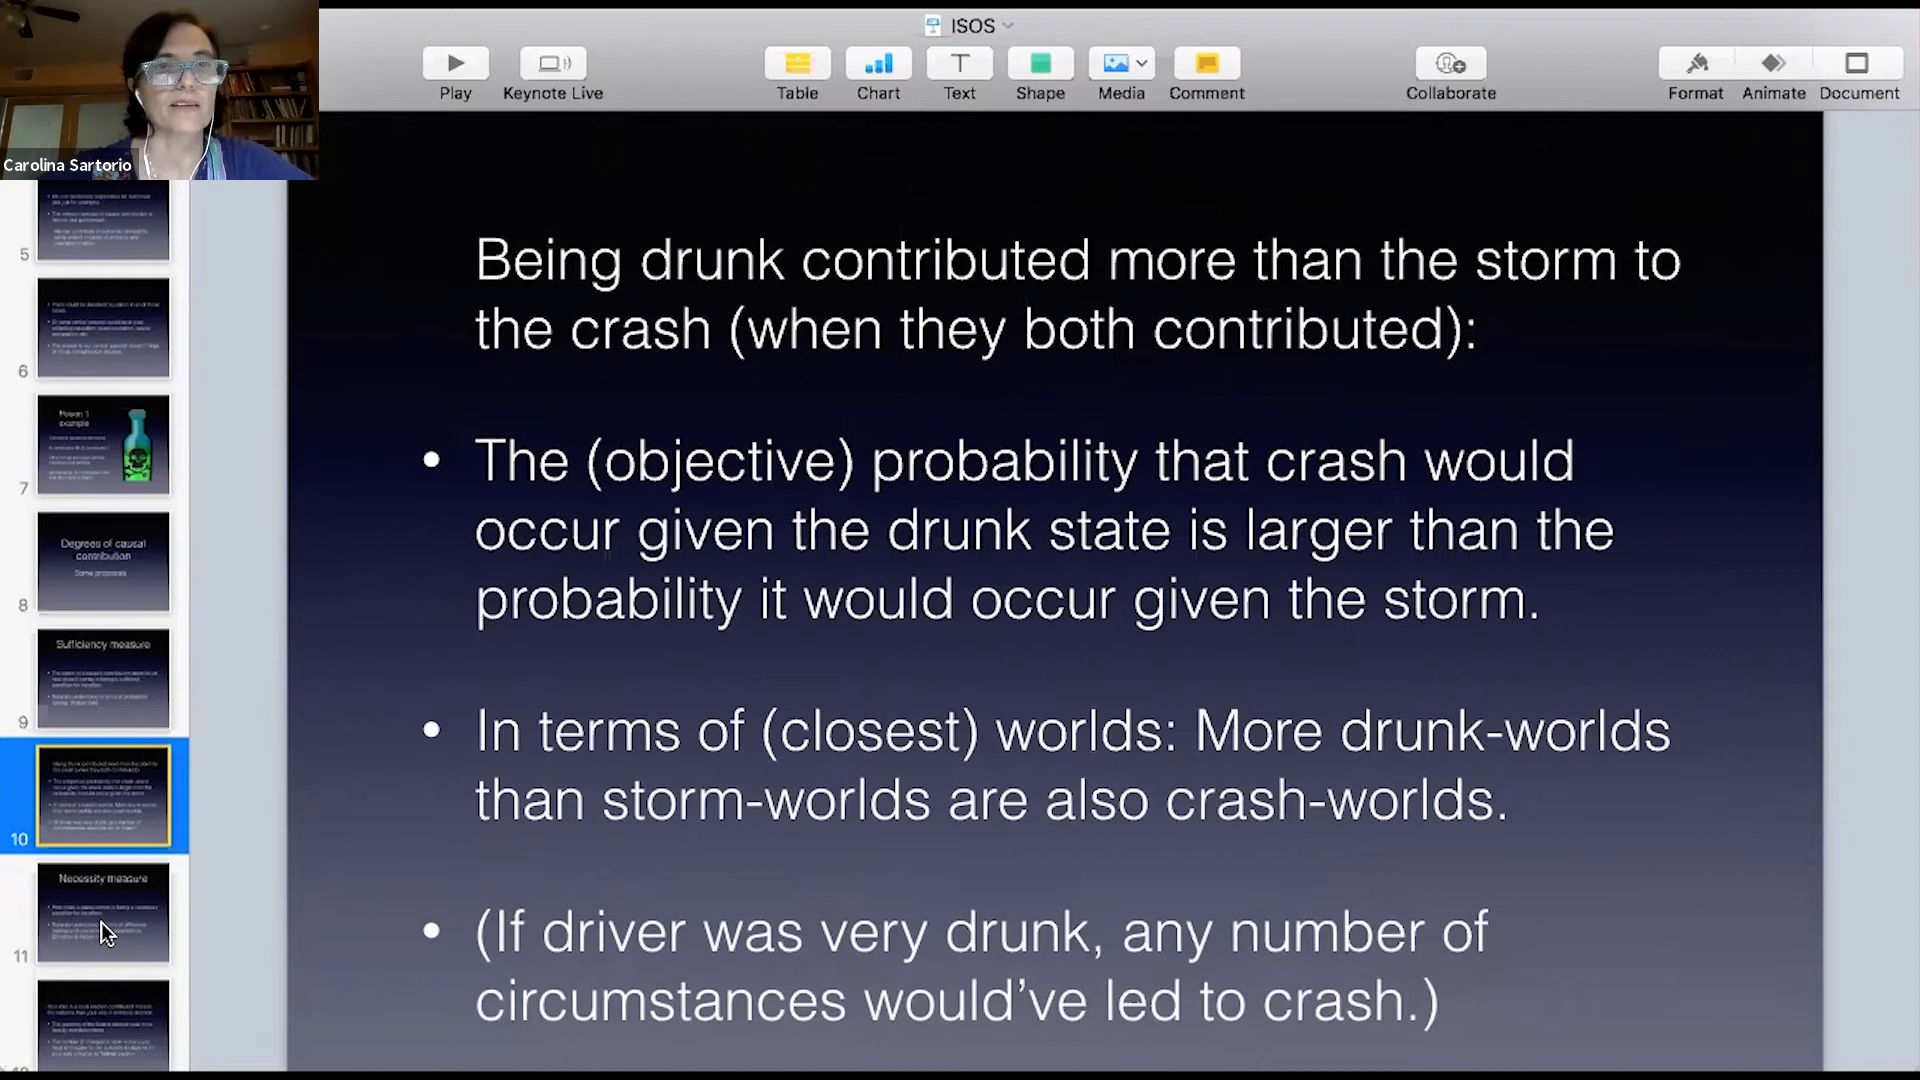 ISOS
Play
Keynote Live
Table
Chart
Text
Shape
Media
Comment
Collaborate
Format
Animate
Document
Carolina Sartorio
5
6
Poison 1
example
7
Degrees of causal
contribution
Some proposals
8
Sufficiency measure
9
10
Necessity measure
11
Being drunk contributed more than the storm to
the crash (when they both contributed):
• The (objective) probability that crash would
occur given the drunk state is larger than the
probability it would occur given the storm.
• In terms of (closest) worlds: More drunk-worlds
than storm-worlds are also crash-worlds.
• (If driver was very drunk, any number of
circumstances would’ve led to crash.)